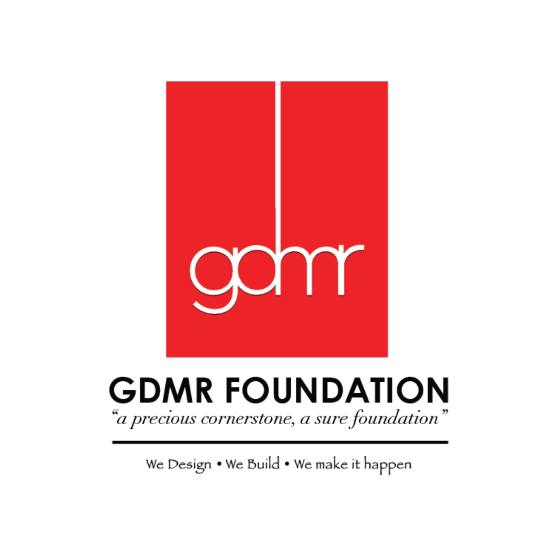 gdmr
GDMR FOUNDATION
“a precious cornerstone, a sure foundation”
We Design • We Build • We make it happen